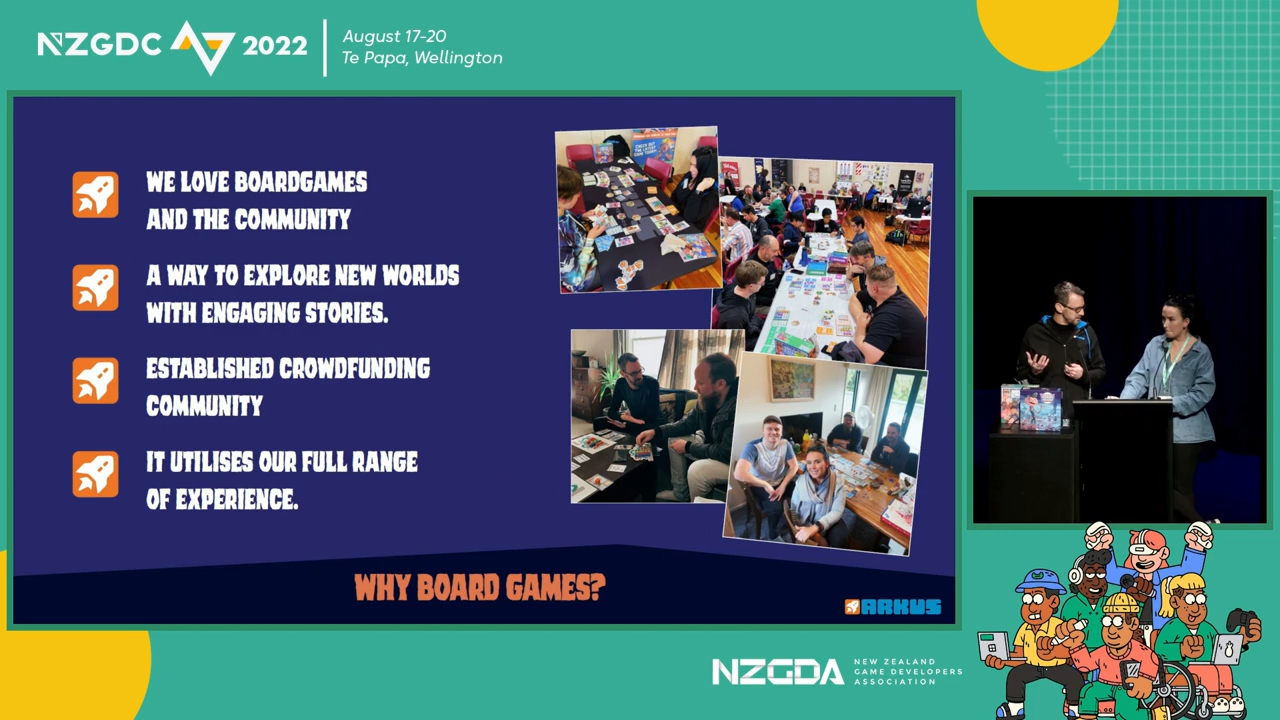 NZGDC 2022
August 17-20
Te Papa, Wellington
WE LOVE BOARDGAMES
AND THE COMMUNITY
A WAY TO EXPLORE NEW WORLDS
WITH ENGAGING STORIES.
ESTABLISHED CROWDFUNDING
COMMUNITY
IT UTILISES OUR FULL RANGE
OF EXPERIENCE.
WHY BOARD GAMES?
ARKUS
NZGDA
NEW ZEALAND
GAME DEVELOPERS
ASSOCIATION